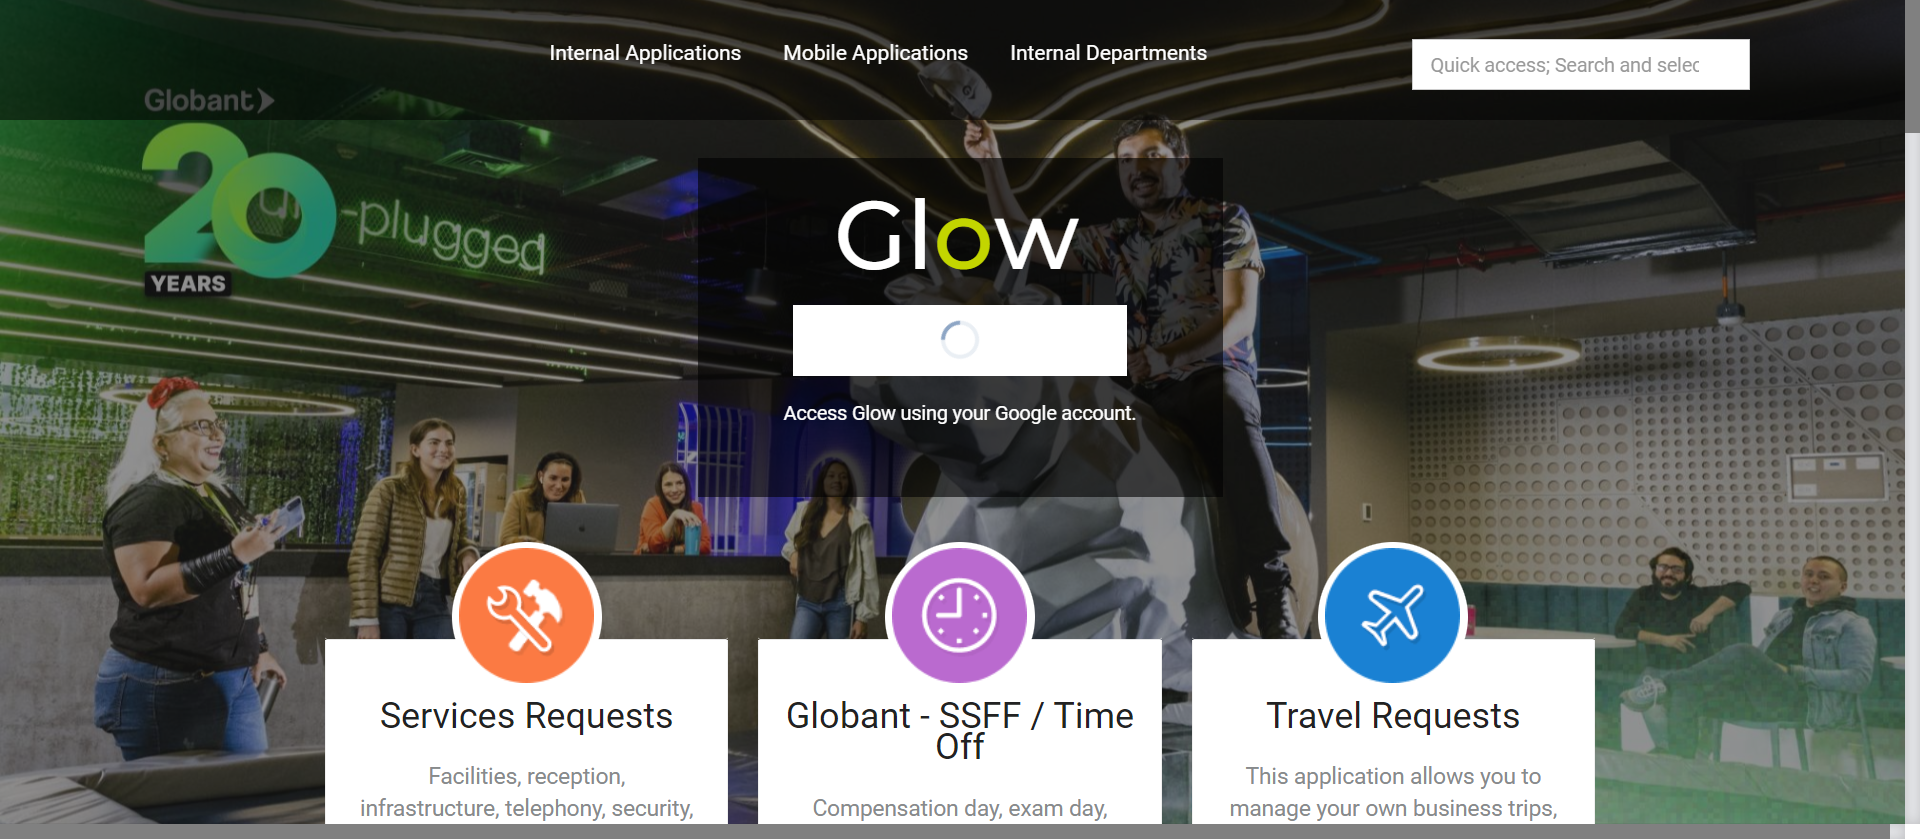 Internal Applications
Mobile Applications
Internal Departments
Quick access; Search and selec
Globant
20
YEARS
-plugged
Glow
Access Glow using your Google account.
Services Requests
Facilities, reception,
infrastructure, telephony, security,
Globant - SSFF / Time
Off
Compensation day, exam day,
Travel Requests
This application allows you to
manage your own business trips,